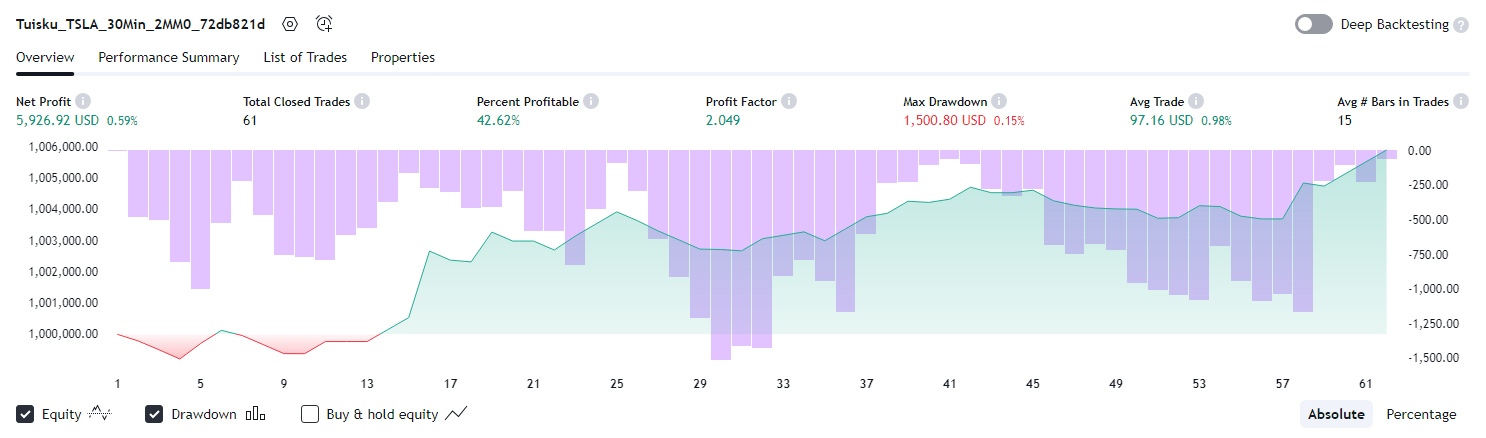 Tuisku_TSLA_30Min_2MM0_72db821d
Deep Backtesting ?
Overview Performance Summary List of Trades Properties
Net Profit i Total Closed Trades i Percent Profitable i Profit Factor i Max Drawdown i Avg Trade i Avg # Bars in Trades i
5,926.92 USD 0.59% 61 42.62% 2.049 1,500.80 USD 0.15% 97.16 USD 0.98% 15
1,006,000.00 0.00
1,005,000.00 -250.00
1,004,000.00 -500.00
1,003,000.00 -750.00
1,002,000.00 -1,000.00
1,001,000.00 -1,250.00
1,000,000.00 -1,500.00
1 5 9 13 17 21 25 29 33 37 41 45 49 53 57 61
Equity Drawdown Buy & hold equity Absolute Percentage